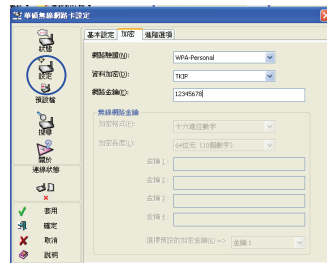 華碩無線網路卡設定
狀態
設定
預設檔
搜尋
關於
連線狀態
套用
確定
取消
說明
基本設定 加密 進階選項
網路驗證(N): WPA-Personal
資料加密(D): TKIP
網路金鑰(N): 12345678
無線網路金鑰
加密格式(F): 十六進位數字
加密長度(L): 64位元 (10個數字)
金鑰 1:
金鑰 2:
金鑰 3:
金鑰 4:
選擇預設的加密金鑰(E) --> 金鑰 1